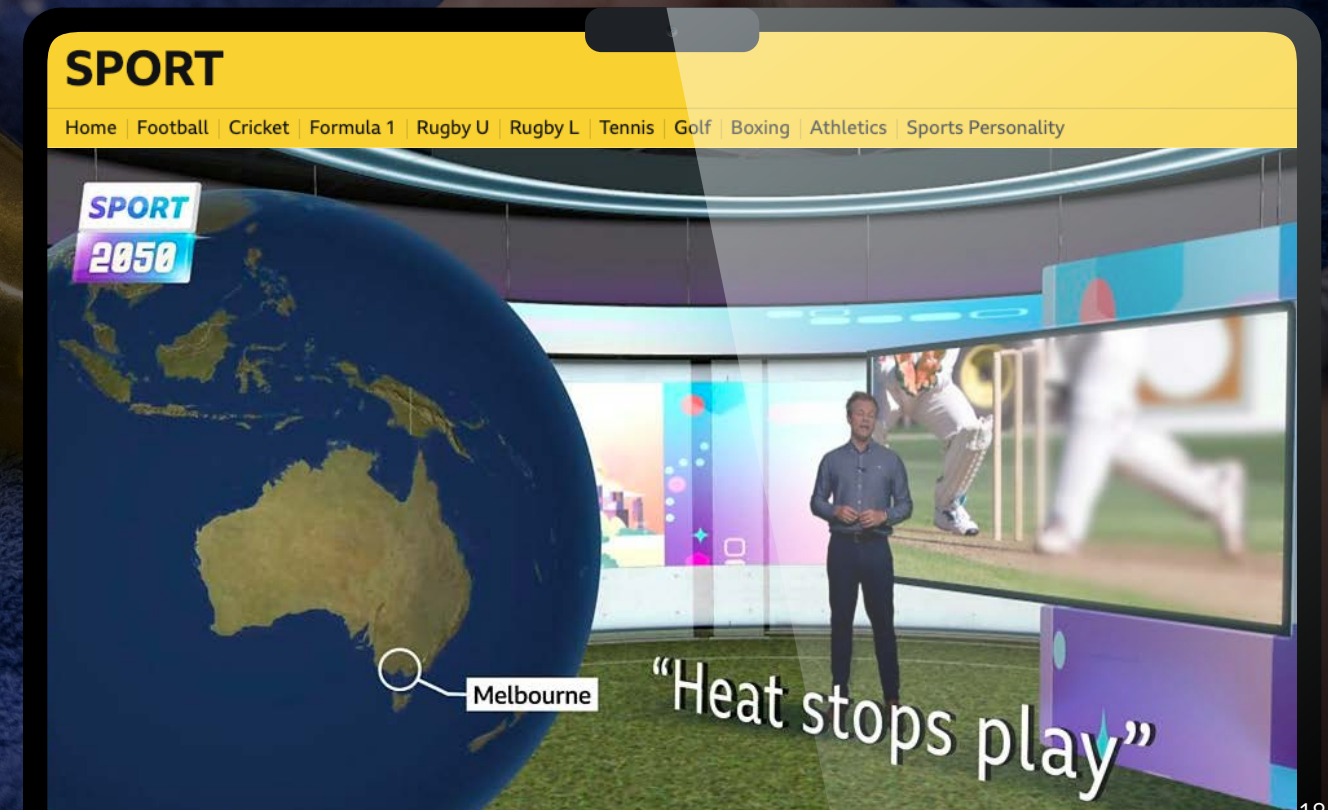 SPORT
Home Football Cricket Formula 1 Rugby U Rugby L Tennis Golf Boxing Athletics Sports Personality
SPORT
2050
Melbourne
“Heat stops play”